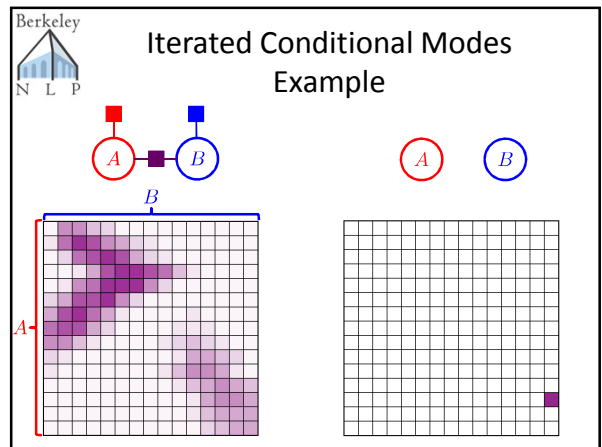 Berkeley
N L P
Iterated Conditional Modes
Example
A B A B
B
A